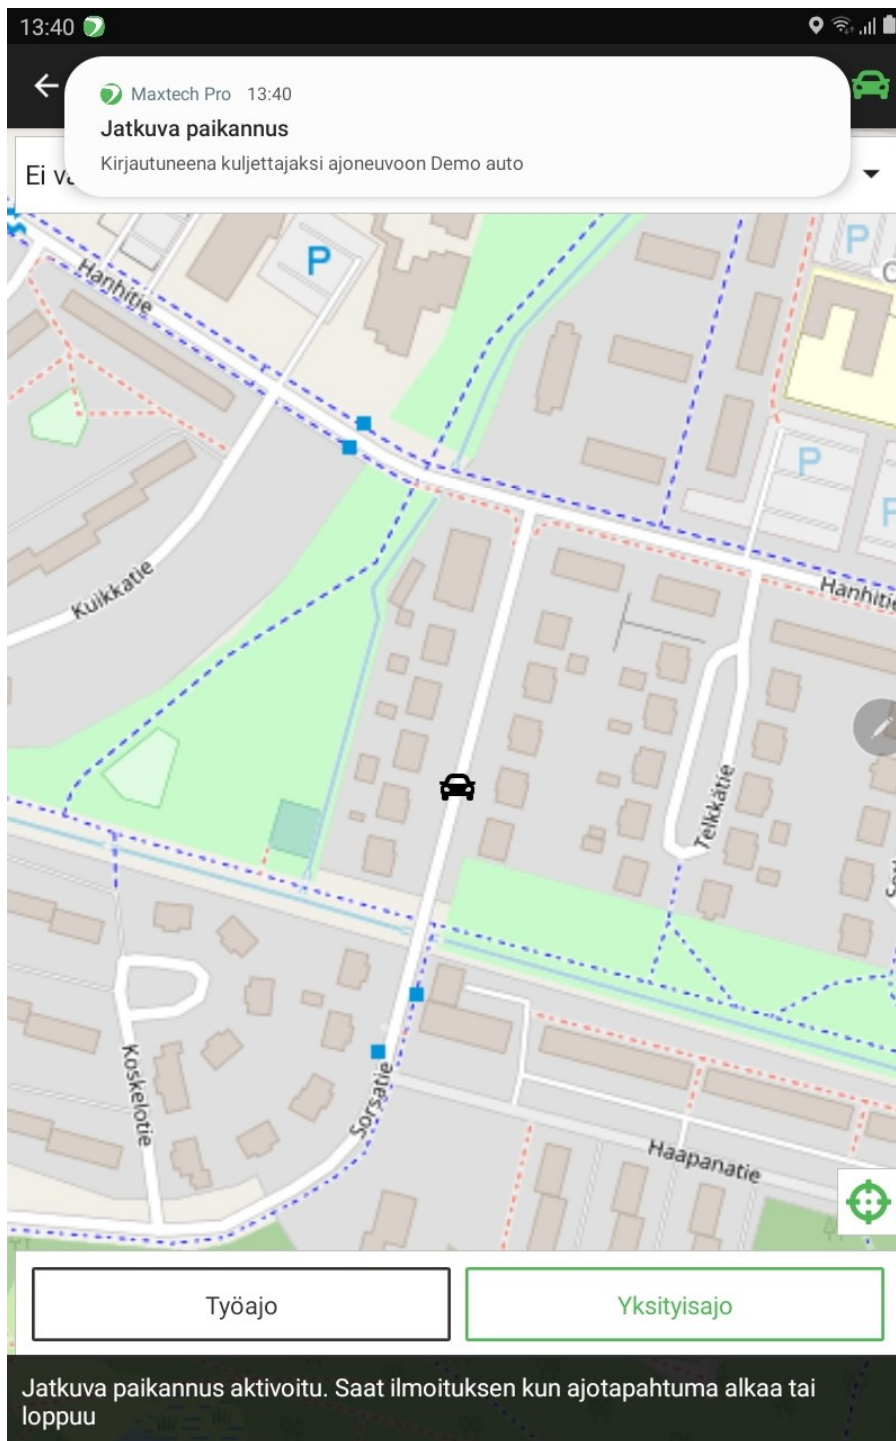 13:40
Maxtech Pro 13:40
Jatkuva paikannus
Kirjautuneena kuljettajaksi ajoneuvoon Demo auto
Ei
P
P
Hanhitie
P
P
Kuikkatie
Hanhitie
Telkkätie
Koskelotie
Sorsatie
Haapanatie
Työajo
Yksityisajo
Jatkuva paikannus aktivoitu. Saat ilmoituksen kun ajotapahtuma alkaa tai
loppuu